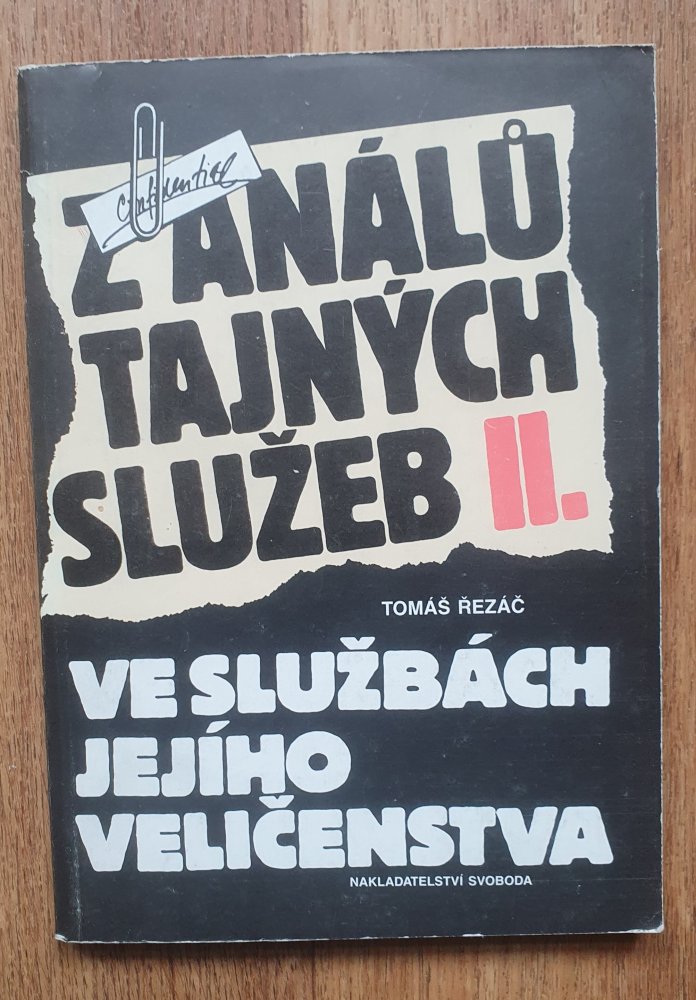 Confidential
Z ANÁLŮ
TAJNÝCH
SLUŽEB II.
TOMÁŠ ŘEZÁČ
VE SLUŽBÁCH
JEJÍHO
VELIČENSTVA
NAKLADATELSTVÍ SVOBODA